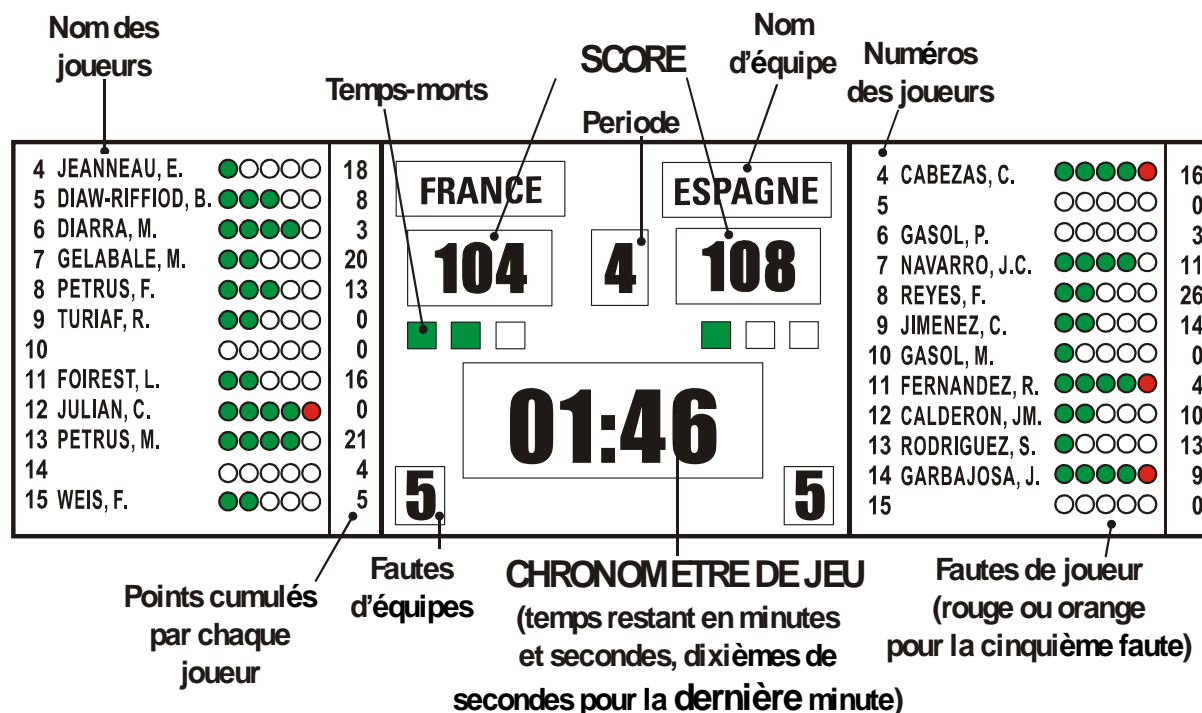 Nom des
joueurs
Temps-morts
SCORE
Periode
Nom
d'équipe
Numéros
des joueurs
4 JEANNEAU, E. 18
5 DIAW-RIFFIOD, B. 8
6 DIARRA, M. 3
7 GELABALE, M. 20
8 PETRUS, F. 13
9 TURIAF, R. 0
10 0
11 FOIREST, L. 16
12 JULIAN, C. 0
13 PETRUS, M. 21
14 4
15 WEIS, F. 5
FRANCE ESPAGNE
104 4 108
01:46
5 5
4 CABEZAS, C. 16
5 0
6 GASOL, P. 3
7 NAVARRO, J.C. 11
8 REYES, F. 26
9 JIMENEZ, C. 14
10 GASOL, M. 0
11 FERNANDEZ, R. 4
12 CALDERON, JM. 10
13 RODRIGUEZ, S. 13
14 GARBAJOSA, J. 9
15 0
Points cumulés
par chaque
joueur
Fautes
d'équipes
CHRONOMETRE DE JEU
(temps restant en minutes
et secondes, dixièmes de
secondes pour la dernière minute)
Fautes de joueur
(rouge ou orange
pour la cinquième faute)